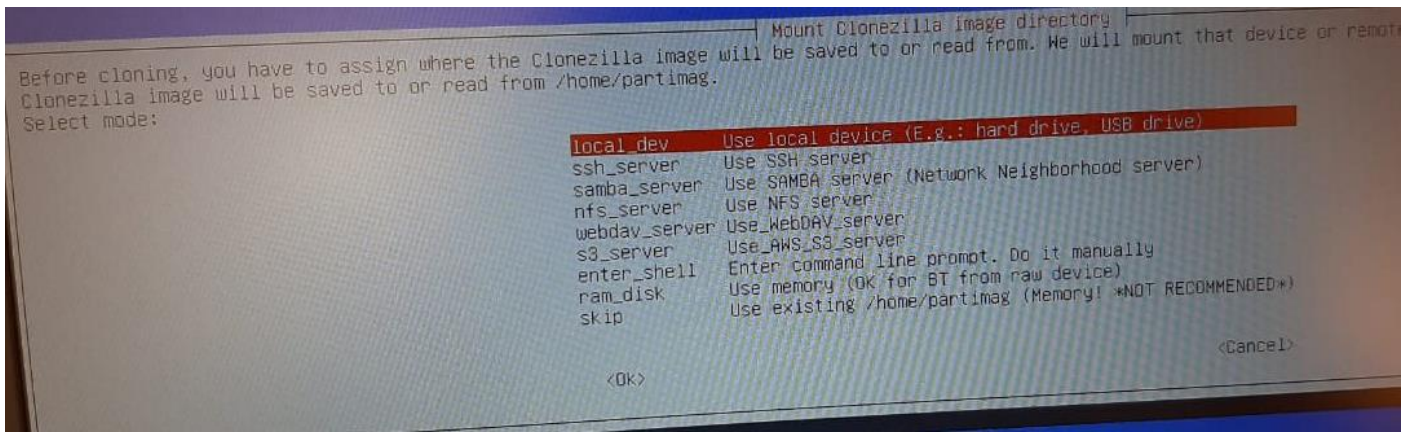 Mount Clonezilla image directory
Before cloning, you have to assign where the Clonezilla image will be saved to or read from. We will mount that device or remote
Clonezilla image will be saved to or read from /home/partimag.
Select mode:
local_dev Use local device (E.g.: hard drive, USB drive)
ssh_server Use SSH server
samba_server Use SAMBA server (Network Neighborhood server)
nfs_server Use NFS server
webdav_server Use_WebDAV_server
s3_server Use_AWS_S3_server
enter_shell Enter command line prompt. Do it manually
ram_disk Use memory (OK for BT from raw device)
skip Use existing /home/partimag (Memory! *NOT RECOMMENDED*)
<Ok> <Cancel>